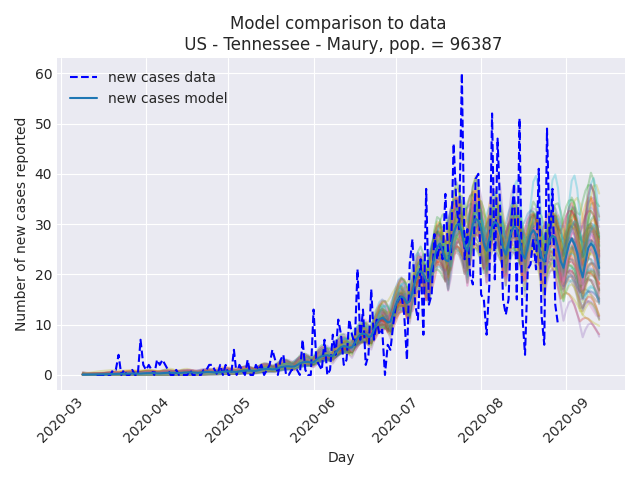 Model comparison to data
US - Tennessee - Maury, pop. = 96387
new cases data
new cases model
Number of new cases reported
60
50
40
30
20
10
0
2020-03
2020-04
2020-05
2020-06
2020-07
2020-08
2020-09
Day